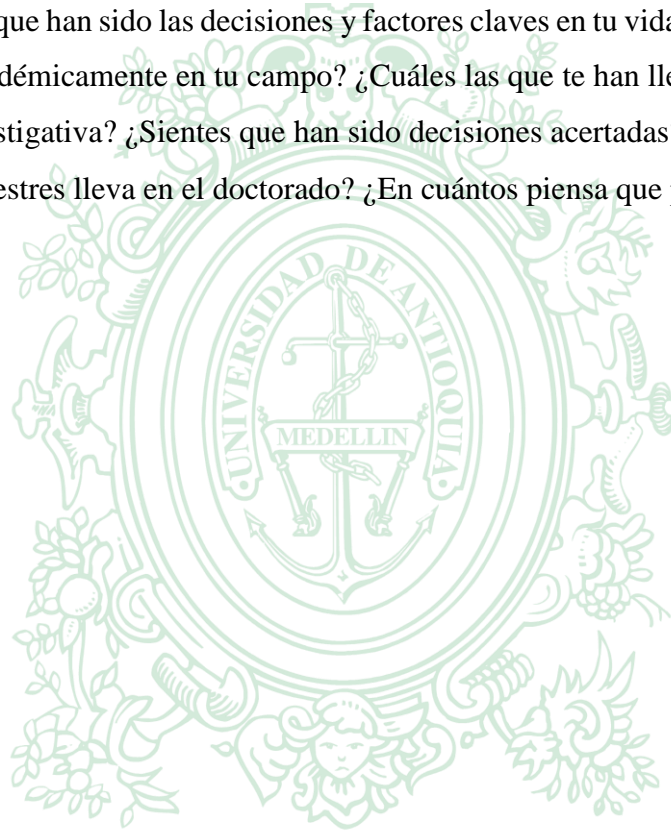 que han sido las decisiones y factores claves en tu vida
démicamente en tu campo? ¿Cuáles las que te han lle
stigativa? ¿Sientes que han sido decisiones acertadas
estres lleva en el doctorado? ¿En cuántos piensa que
UNIVERSIDAD DE ANTIOQUIA
MEDELLIN